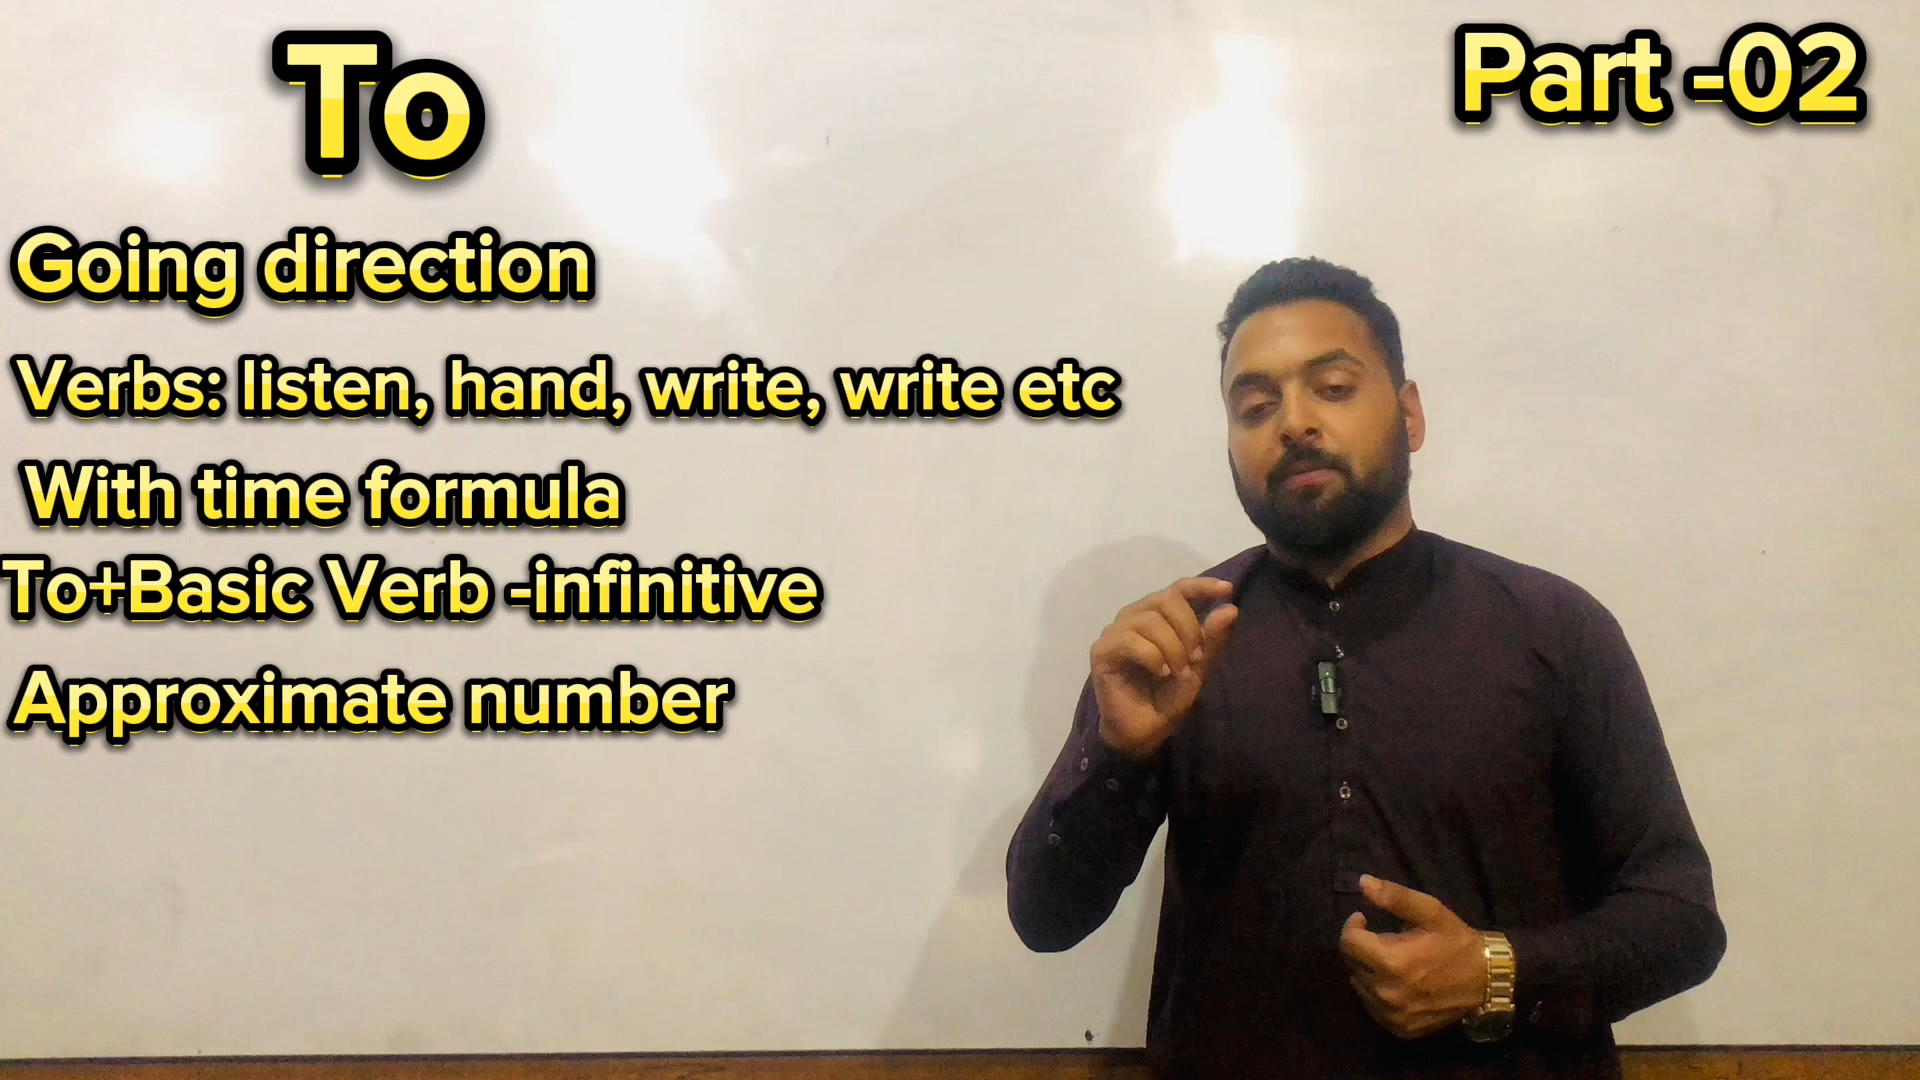 To
Part -02
Going direction
Verbs: listen, hand, write, write etc
With time formula
To+Basic Verb -infinitive
Approximate number